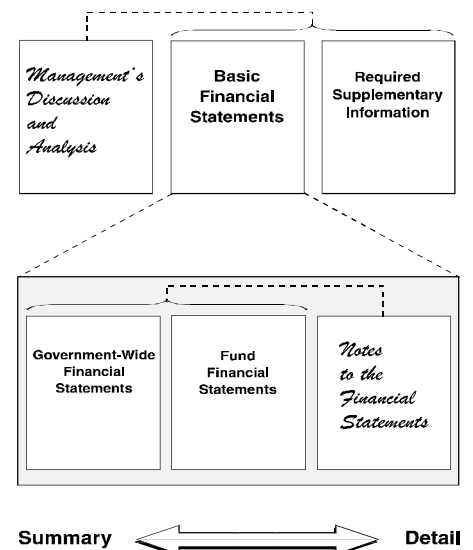 Management's
Discussion
and
Analysis
Basic
Financial
Statements
Required
Supplementary
Information
Government-Wide
Financial
Statements
Fund
Financial
Statements
Notes
to the
Financial
Statements
Summary
Detail